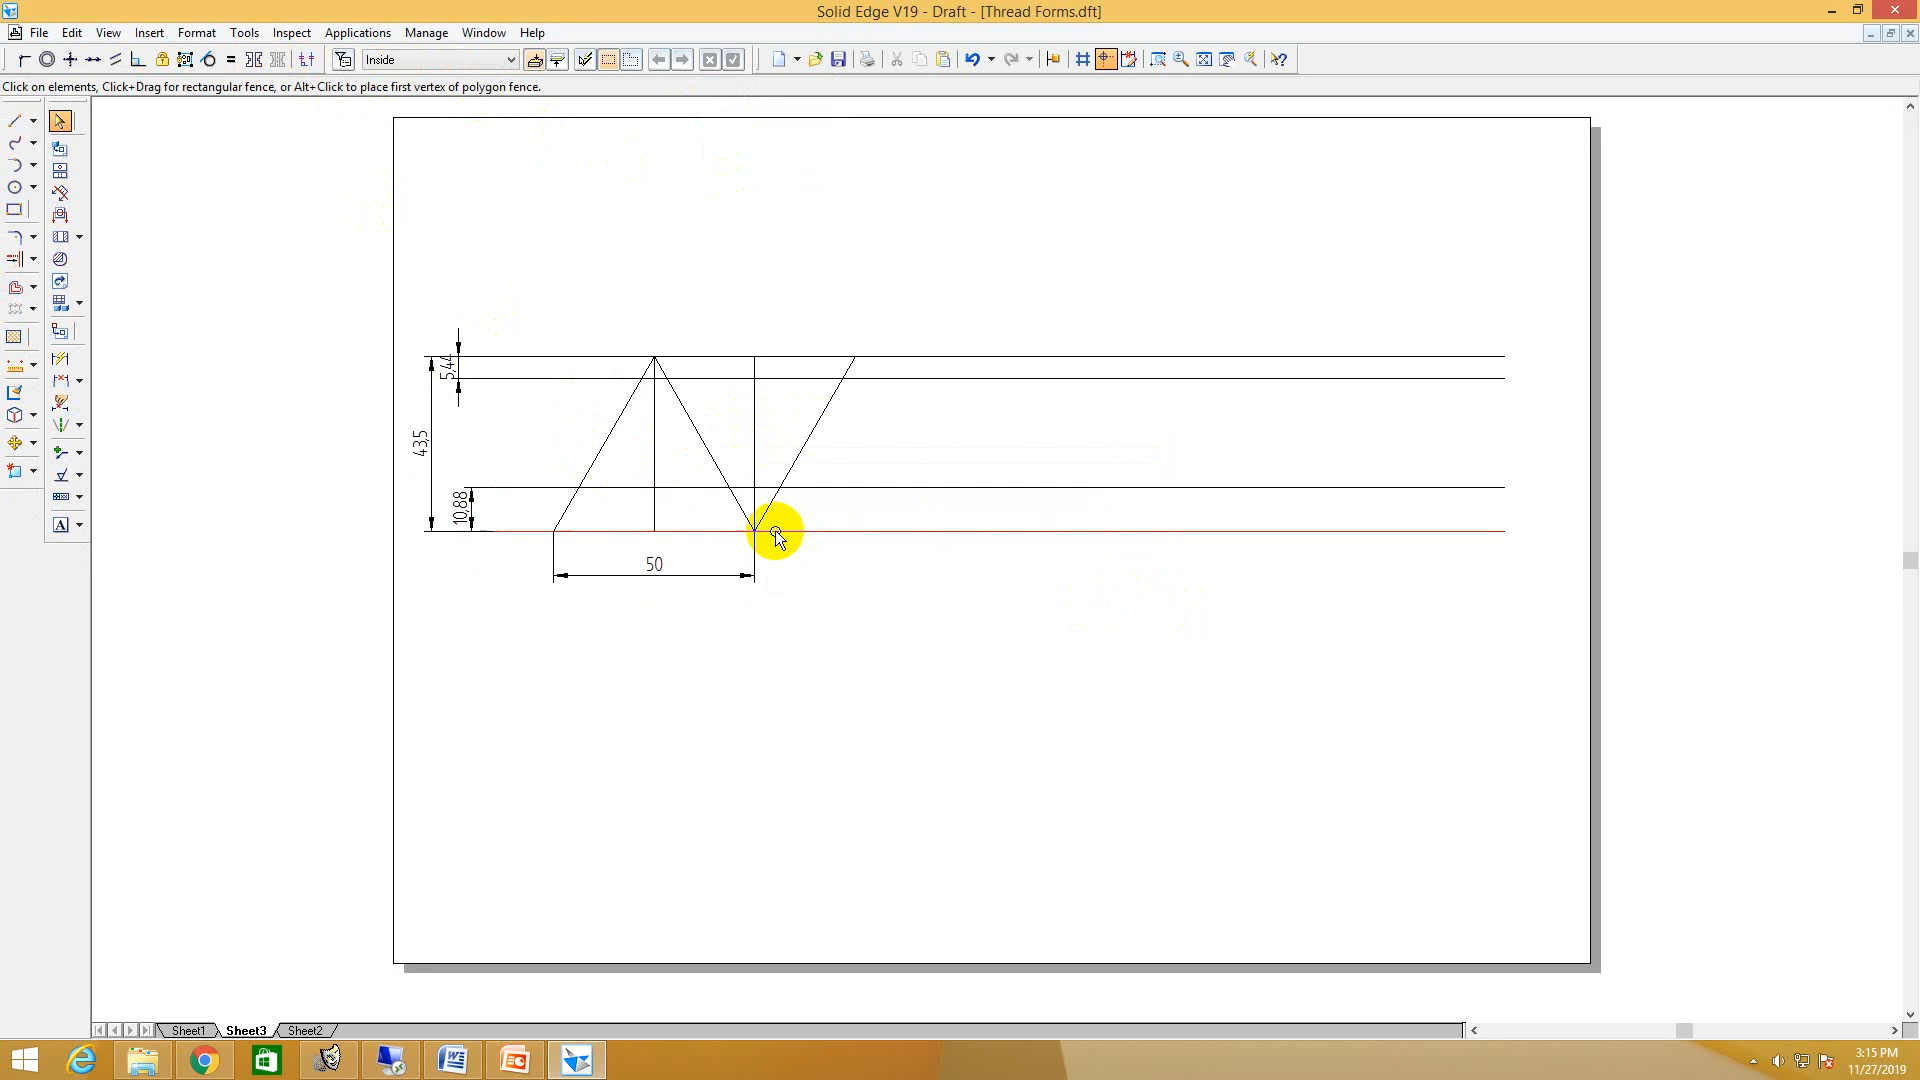 Solid Edge V19 - Draft - [Thread Forms.dft]
File Edit View Insert Format Tools Inspect Applications Manage Window Help
Inside
Click on elements, Click+Drag for rectangular fence, or Alt+Click to place first vertex of polygon fence.
5,44
43,5
10,88
50
A
Sheet1 Sheet3 Sheet2
3:15 PM
11/27/2019